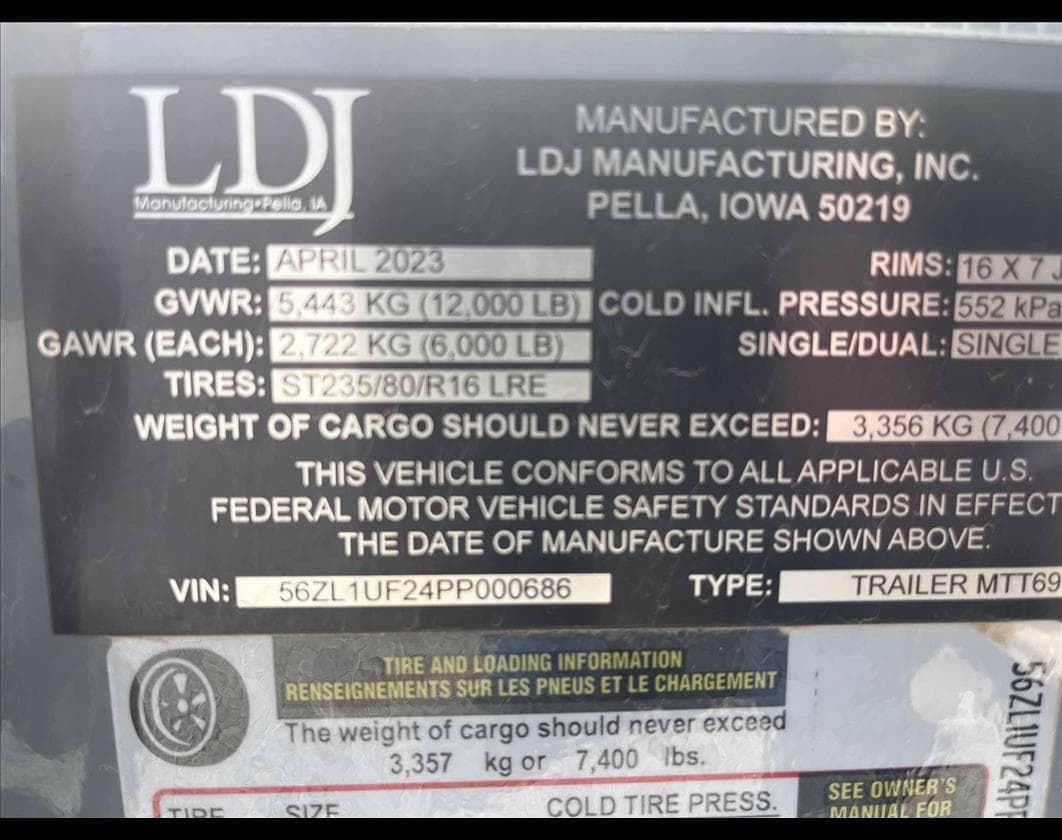 LDJ
Manufacturing•Pella, IA
MANUFACTURED BY:
LDJ MANUFACTURING, INC.
PELLA, IOWA 50219
DATE: APRIL 2023
RIMS: 16 X 7 J
GVWR: 5,443 KG (12,000 LB) COLD INFL. PRESSURE: 552 kPa
GAWR (EACH): 2,722 KG (6,000 LB) SINGLE/DUAL: SINGLE
TIRES: ST235/80/R16 LRE
WEIGHT OF CARGO SHOULD NEVER EXCEED: 3,356 KG (7,400
THIS VEHICLE CONFORMS TO ALL APPLICABLE U.S.
FEDERAL MOTOR VEHICLE SAFETY STANDARDS IN EFFECT
THE DATE OF MANUFACTURE SHOWN ABOVE.
VIN: 56ZL1UF24PP000686 TYPE: TRAILER MTT69
TIRE AND LOADING INFORMATION
RENSEIGNEMENTS SUR LES PNEUS ET LE CHARGEMENT
The weight of cargo should never exceed
3,357 kg or 7,400 lbs.
TIRE SIZE COLD TIRE PRESS.
SEE OWNER'S
MANUAL FOR
56ZL1UF24P